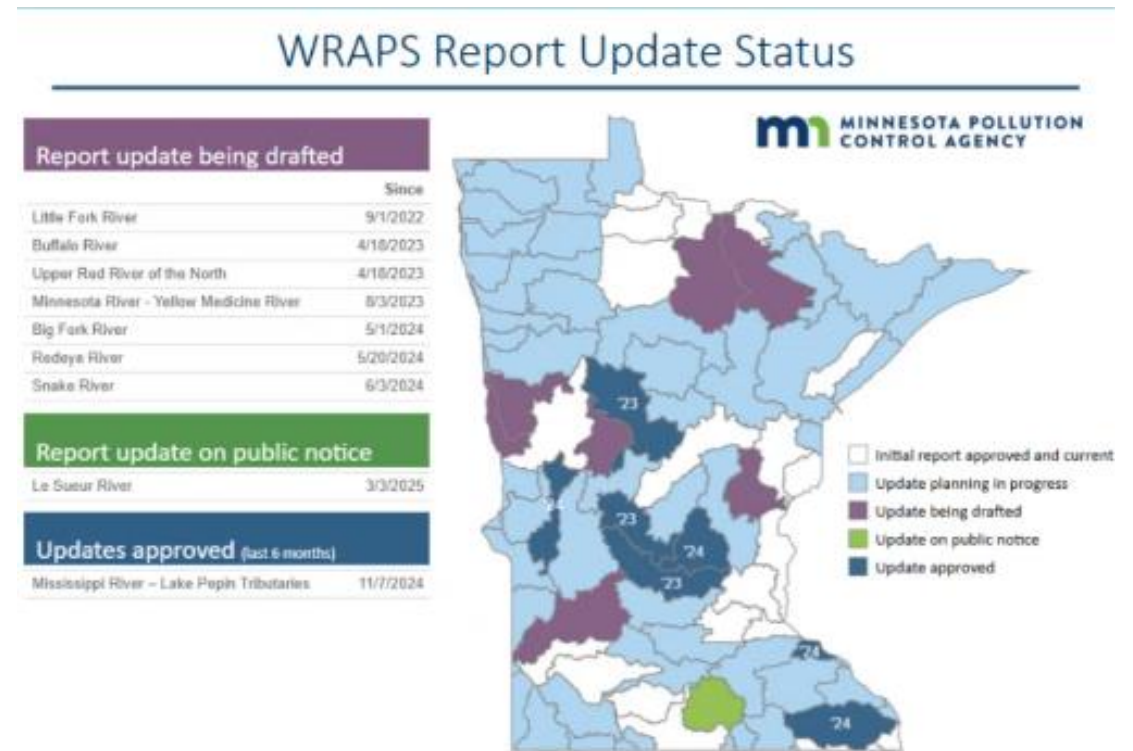 WRAPS Report Update Status
MINNESOTA POLLUTION
CONTROL AGENCY
Report update being drafted
Since
Little Fork River 9/1/2022
Buffalo River 4/18/2023
Upper Red River of the North 4/18/2023
Minnesota River - Yellow Medicine River 8/3/2023
Big Fork River 5/1/2024
Redeye River 5/20/2024
Snake River 6/3/2024
Report update on public notice
Le Sueur River 3/3/2025
Updates approved (last 6 months)
Mississippi River – Lake Pepin Tributaries 11/7/2024
'23
'24
'23
'24
'23
'24
'24
Initial report approved and current
Update planning in progress
Update being drafted
Update on public notice
Update approved